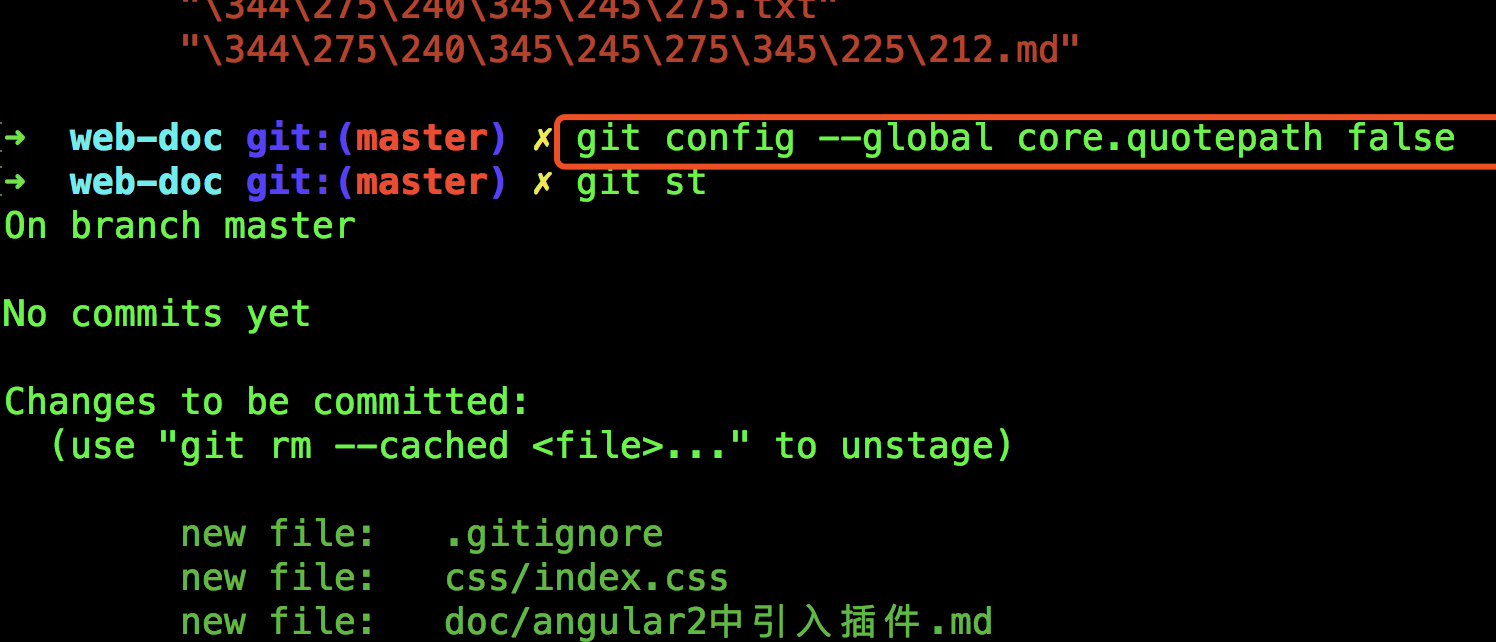 "\344\275\240\345\245\275.txt"
"\344\275\240\345\245\275\345\225\212.md"
➜ web-doc git:(master) ✗ git config --global core.quotepath false
➜ web-doc git:(master) ✗ git st
On branch master
No commits yet
Changes to be committed:
(use "git rm --cached <file>..." to unstage)
new file: .gitignore
new file: css/index.css
new file: doc/angular2中引入插件.md